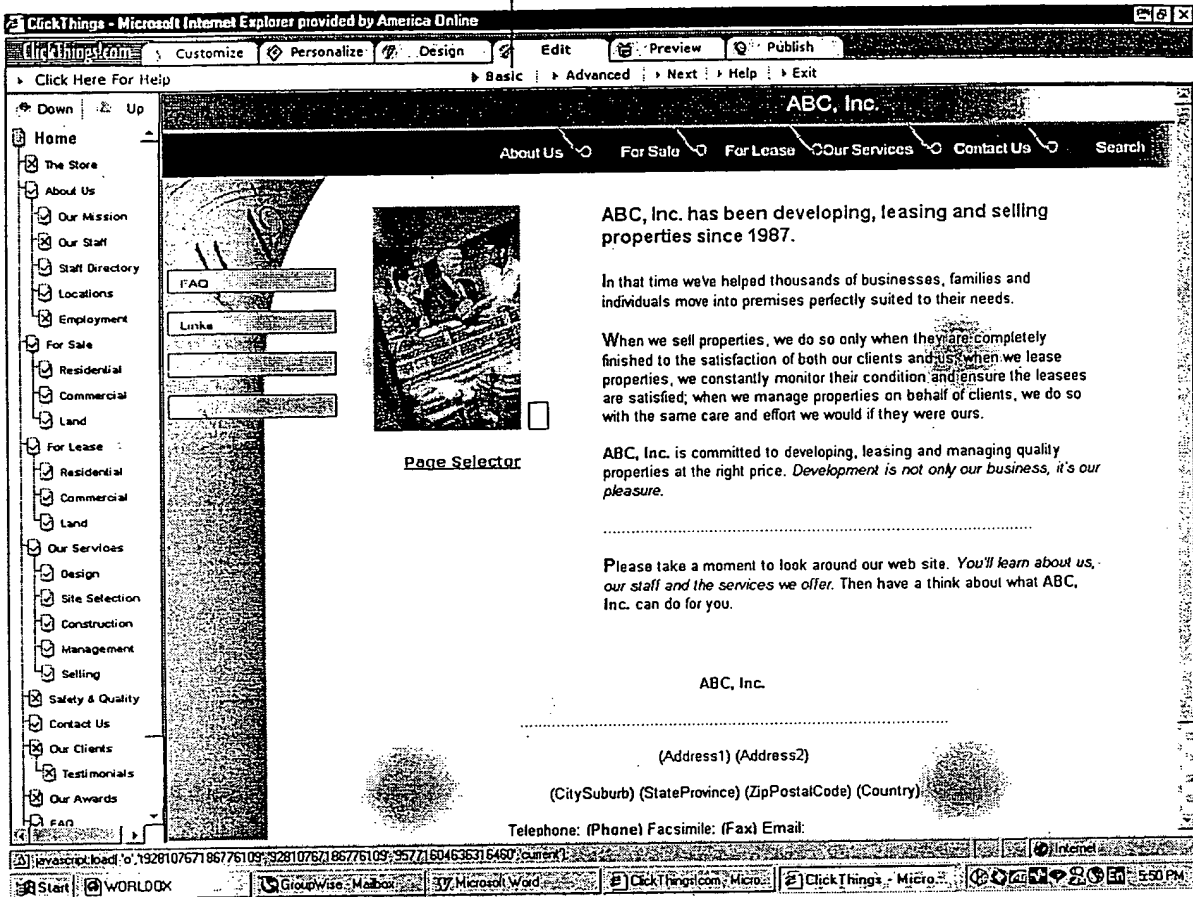 ClickThings - Microsoft Internet Explorer provided by America Online
ClickThings.com Customize Personalize Design Edit Preview Publish
Click Here For Help Basic Advanced Next Help Exit
Down Up
Home
The Store
About Us
Our Mission
Our Staff
Staff Directory
Locations
Employment
For Sale
Residential
Commercial
Land
For Lease
Residential
Commercial
Land
Our Services
Design
Site Selection
Construction
Management
Selling
Safety & Quality
Contact Us
Our Clients
Testimonials
Our Awards
FAQ
ABC, Inc.
About Us For Sale For Lease Our Services Contact Us Search
FAQ
Links
Page Selector
ABC, Inc. has been developing, leasing and selling
properties since 1987.
In that time we've helped thousands of businesses, families and
individuals move into premises perfectly suited to their needs.
When we sell properties, we do so only when they are completely
finished to the satisfaction of both our clients and us; when we lease
properties, we constantly monitor their condition and ensure the leasees
are satisfied; when we manage properties on behalf of clients, we do so
with the same care and effort we would if they were ours.
ABC, Inc. is committed to developing, leasing and managing quality
properties at the right price. Development is not only our business, it's our
pleasure.
Please take a moment to look around our web site. You'll learn about us,
our staff and the services we offer. Then have a think about what ABC,
Inc. can do for you.
ABC, Inc.
(Address1) (Address2)
(CitySuburb) (StateProvince) (ZipPostalCode) (Country)
Telephone: (Phone) Facsimile: (Fax) Email:
Internet
Start WORLDOX GroupWise - Mailbox Microsoft Word ClickThings.com - Micro... ClickThings - Micro... 5:50 PM